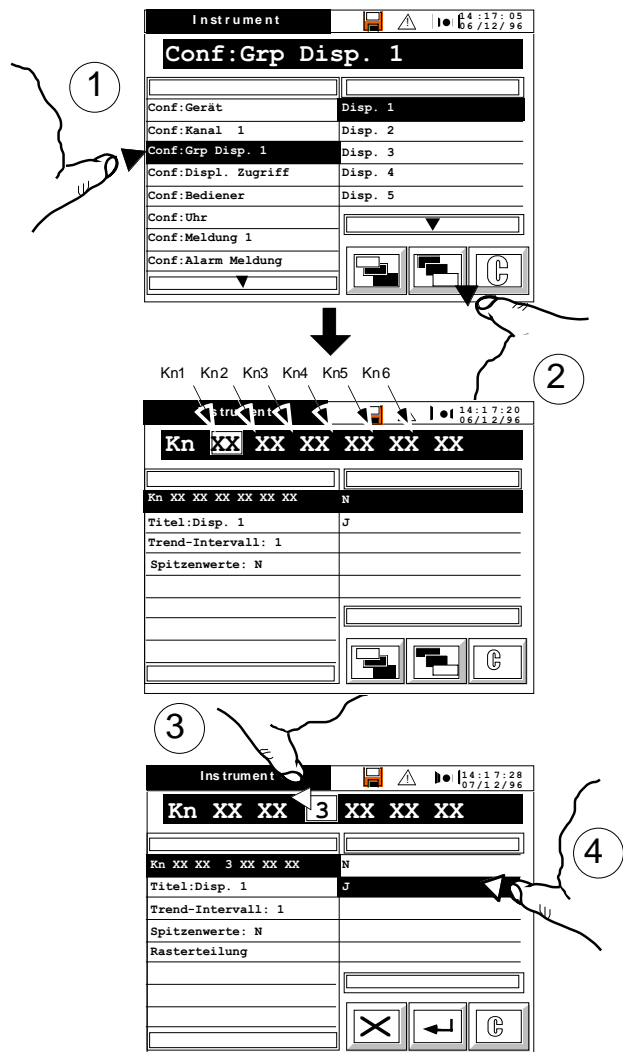 Instrument 14:17:05
06/12/96
Conf:Grp Disp. 1
1
Conf:Gerät Disp. 1
Conf:Kanal 1 Disp. 2
Conf:Grp Disp. 1 Disp. 3
Conf:Displ. Zugriff Disp. 4
Conf:Bediener Disp. 5
Conf:Uhr
Conf:Meldung 1
Conf:Alarm Meldung
C
2
Kn1 Kn2 Kn3 Kn4 Kn5 Kn6
14:17:20
06/12/96
Kn XX XX XX XX XX XX
Kn XX XX XX XX XX XX N
Titel:Disp. 1 J
Trend-Intervall: 1
Spitzenwerte: N
C
3
Instrument 14:17:28
07/12/96
Kn XX XX 3 XX XX XX
4
Kn XX XX 3 XX XX XX N
Titel:Disp. 1 J
Trend-Intervall: 1
Spitzenwerte: N
Rasterteilung
C